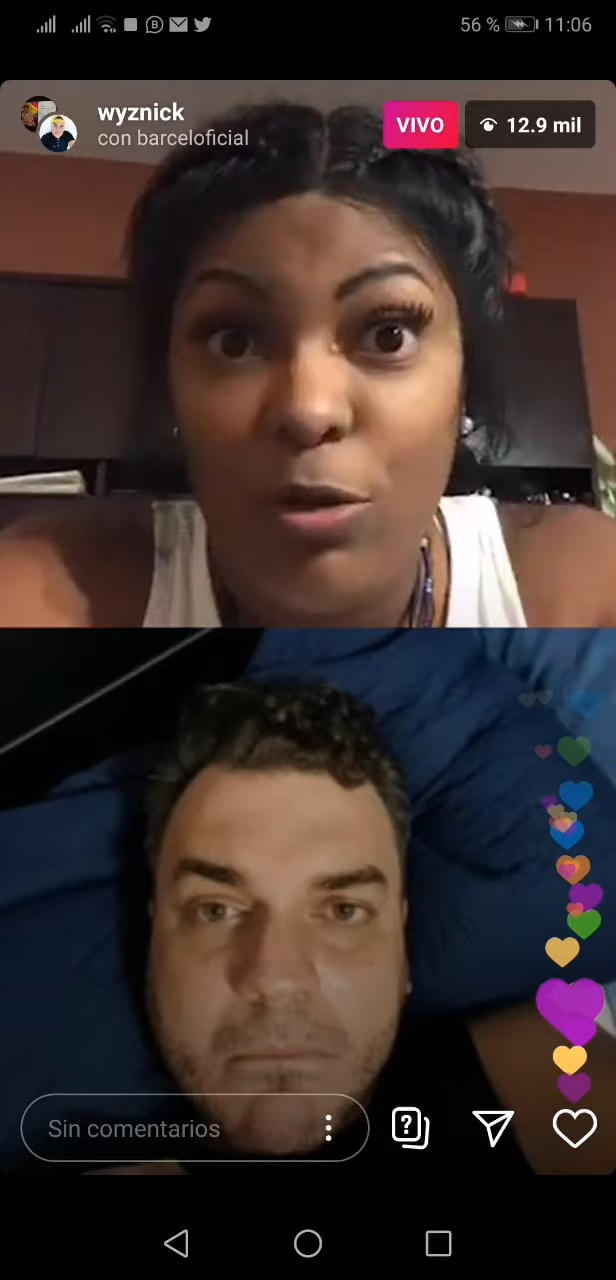 56 % 11:06
wyznick
con barceloficial
VIVO
12.9 mil
Sin comentarios